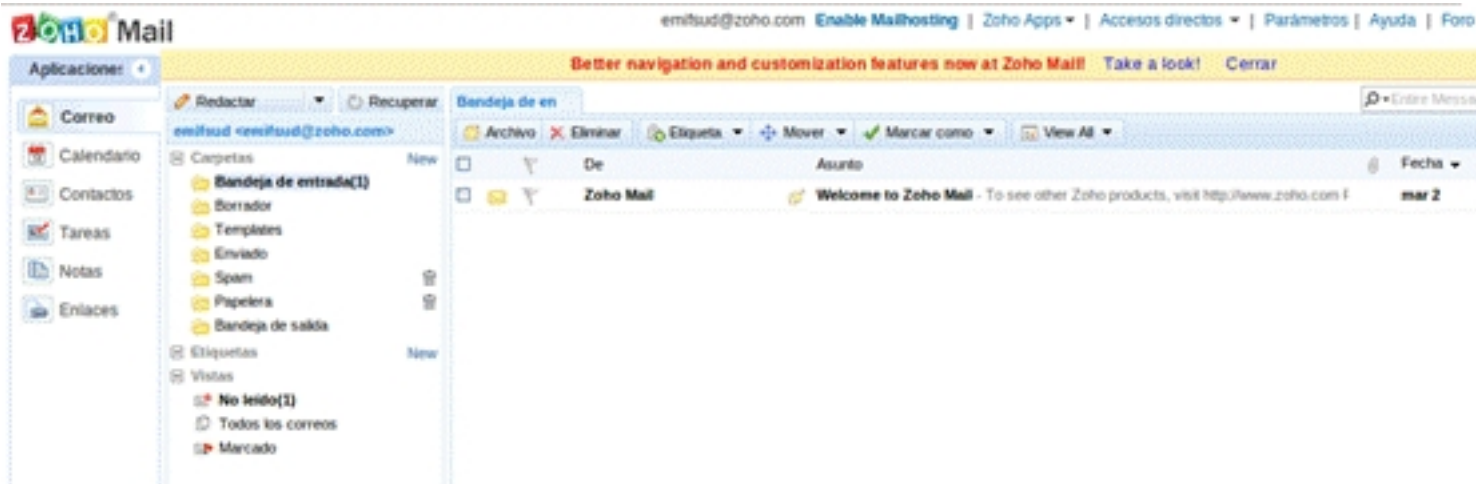 ZOHO Mail
emifsud@zoho.com Enable Mailhosting | Zoho Apps | Accesos directos | Parámetros | Ayuda | Foro
Aplicaciones
Better navigation and customization features now at Zoho Mail! Take a look! Cerrar
Correo
Calendario
Contactos
Tareas
Notas
Enlaces
Redactar Recuperar
emifsud <emifsud@zoho.com>
Carpetas New
Bandeja de entrada(1)
Borrador
Templates
Enviado
Spam
Papelera
Bandeja de salida
Etiquetas New
Vistas
No leído(1)
Todos los correos
Marcado
Bandeja de en
Entire Messa
Archivo Eliminar Etiqueta Mover Marcar como View All
De Asunto Fecha
Zoho Mail Welcome to Zoho Mail - To see other Zoho products, visit http://www.zoho.com mar 2